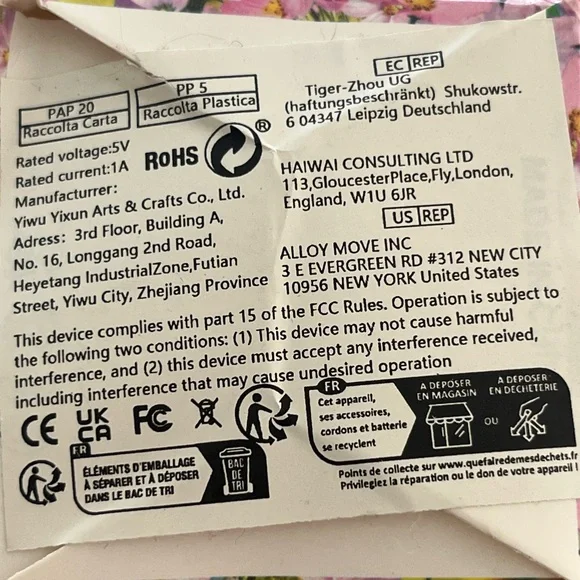 PAP 20
Raccolta Carta
PP 5
Raccolta Plastica
Rated voltage:5V
Rated current:1A
RoHS
®
Manufacturrer:
Yiwu Yixun Arts & Crafts Co., Ltd.
Adress: 3rd Floor, Building A,
No. 16, Longgang 2nd Road,
Heyetang IndustrialZone,Futian
Street, Yiwu City, Zhejiang Province
EC REP
Tiger-Zhou UG
(haftungsbeschränkt) Shukowstr.
6 04347 Leipzig Deutschland
HAIWAI CONSULTING LTD
113,GloucesterPlace,Fly,London,
England, W1U 6JR
US REP
ALLOY MOVE INC
3 E EVERGREEN RD #312 NEW CITY
10956 NEW YORK United States
This device complies with part 15 of the FCC Rules. Operation is subject to
the following two conditions: (1) This device may not cause harmful
interference, and (2) this device must accept any interference received,
including interference that may cause undesired operation
CE
UK
CA
FC
FR
Cet appareil,
ses accessoires,
cordons et batterie
se recyclent
A DEPOSER
EN MAGASIN
OU
A DEPOSER
EN DECHETERIE
Points de collecte sur www.quefairedemesdechets.fr
Privilegiez la réparation ou le don de votre appareil !
FR
ÉLÉMENTS D'EMBALLAGE
À SÉPARER ET À DÉPOSER
DANS LE BAC DE TRI
BAC
DE
TRI